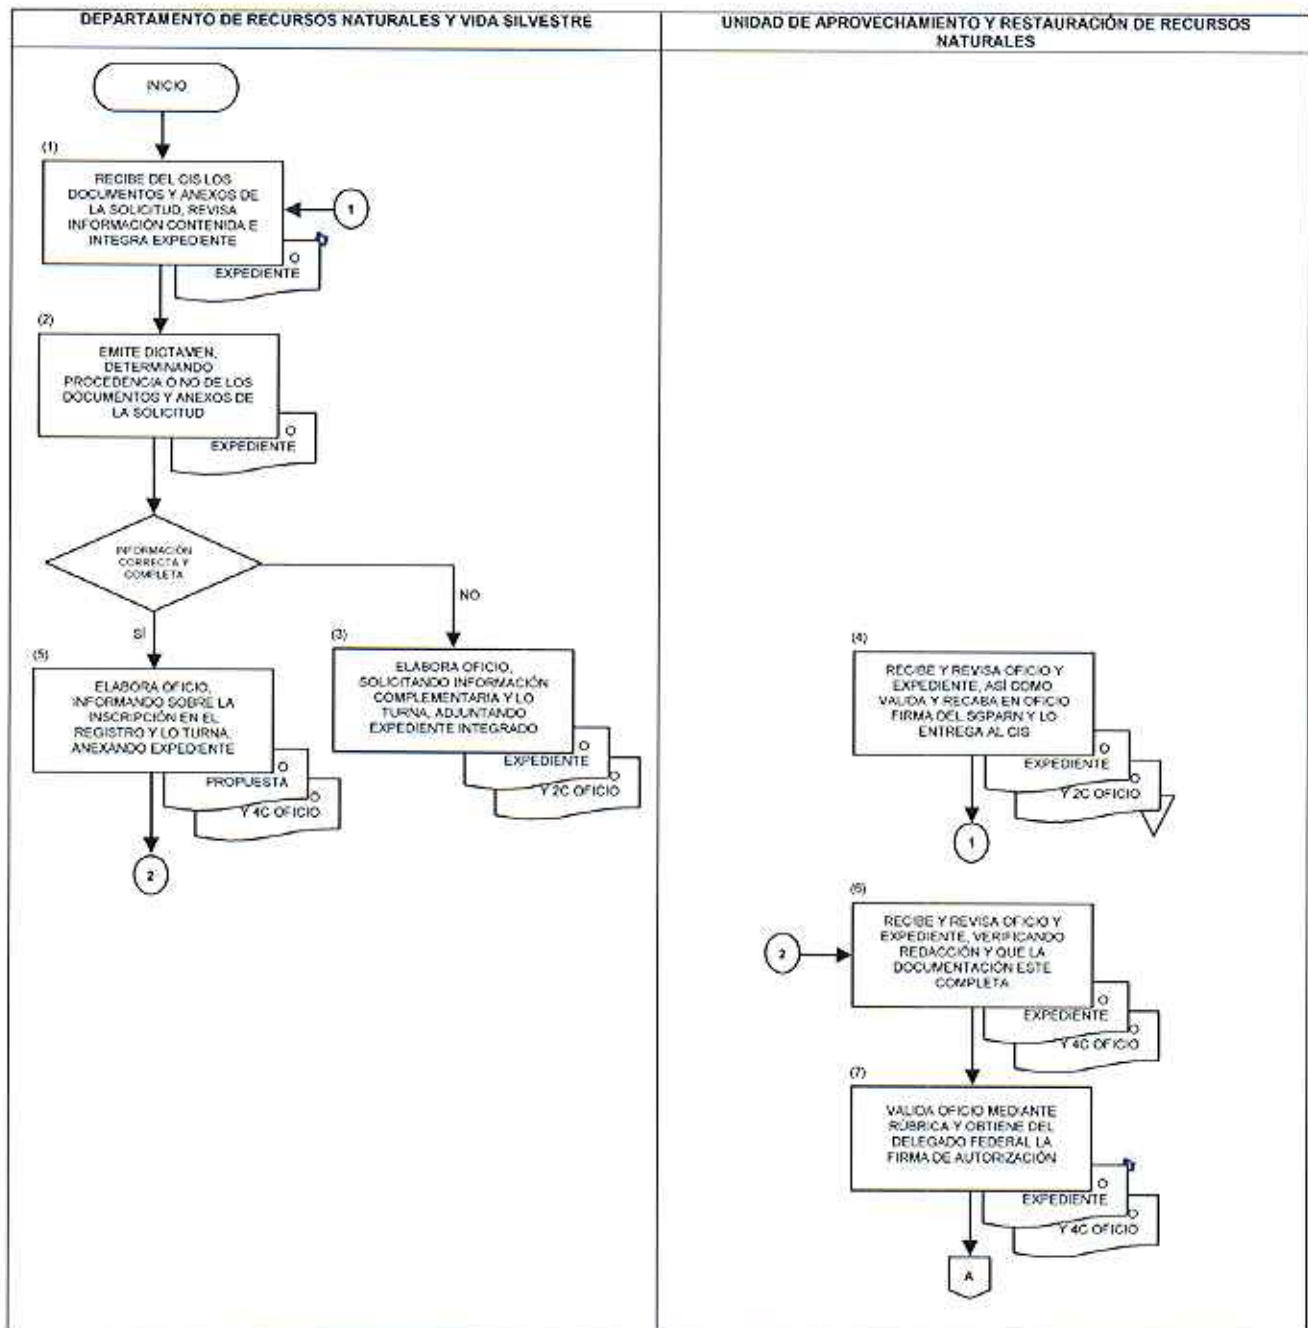 DEPARTAMENTO DE RECURSOS NATURALES Y VIDA SILVESTRE
UNIDAD DE APROVECHAMIENTO Y RESTAURACIÓN DE RECURSOS
NATURALES
INICIO
(1)
RECIBE DEL CIS LOS
DOCUMENTOS Y ANEXOS DE
LA SOLICITUD, REVISA
INFORMACIÓN CONTENIDA E
INTEGRA EXPEDIENTE
1
O
EXPEDIENTE
(2)
EMITE DICTAMEN,
DETERMINANDO
PROCEDENCIA O NO DE LOS
DOCUMENTOS Y ANEXOS DE
LA SOLICITUD
O
EXPEDIENTE
INFORMACIÓN
CORRECTA Y
COMPLETA
NO
SÍ
(5)
ELABORA OFICIO,
INFORMANDO SOBRE LA
INSCRIPCIÓN EN EL
REGISTRO Y LO TURNA,
ANEXANDO EXPEDIENTE
O
PROPUESTA
O
Y 4C OFICIO
2
(3)
ELABORA OFICIO,
SOLICITANDO INFORMACIÓN
COMPLEMENTARIA Y LO
TURNA, ADJUNTANDO
EXPEDIENTE INTEGRADO
O
EXPEDIENTE
O
Y 2C OFICIO
(4)
RECIBE Y REVISA OFICIO Y
EXPEDIENTE, ASÍ COMO
VALIDA Y RECABA EN OFICIO
FIRMA DEL SGPARN Y LO
ENTREGA AL CIS
O
EXPEDIENTE
O
Y 2C OFICIO
1
(6)
2
RECIBE Y REVISA OFICIO Y
EXPEDIENTE, VERIFICANDO
REDACCIÓN Y QUE LA
DOCUMENTACIÓN ESTE
COMPLETA
O
EXPEDIENTE
O
Y 4C OFICIO
(7)
VALIDA OFICIO MEDIANTE
RÚBRICA Y OBTIENE DEL
DELEGADO FEDERAL LA
FIRMA DE AUTORIZACIÓN
O
EXPEDIENTE
O
Y 4C OFICIO
A